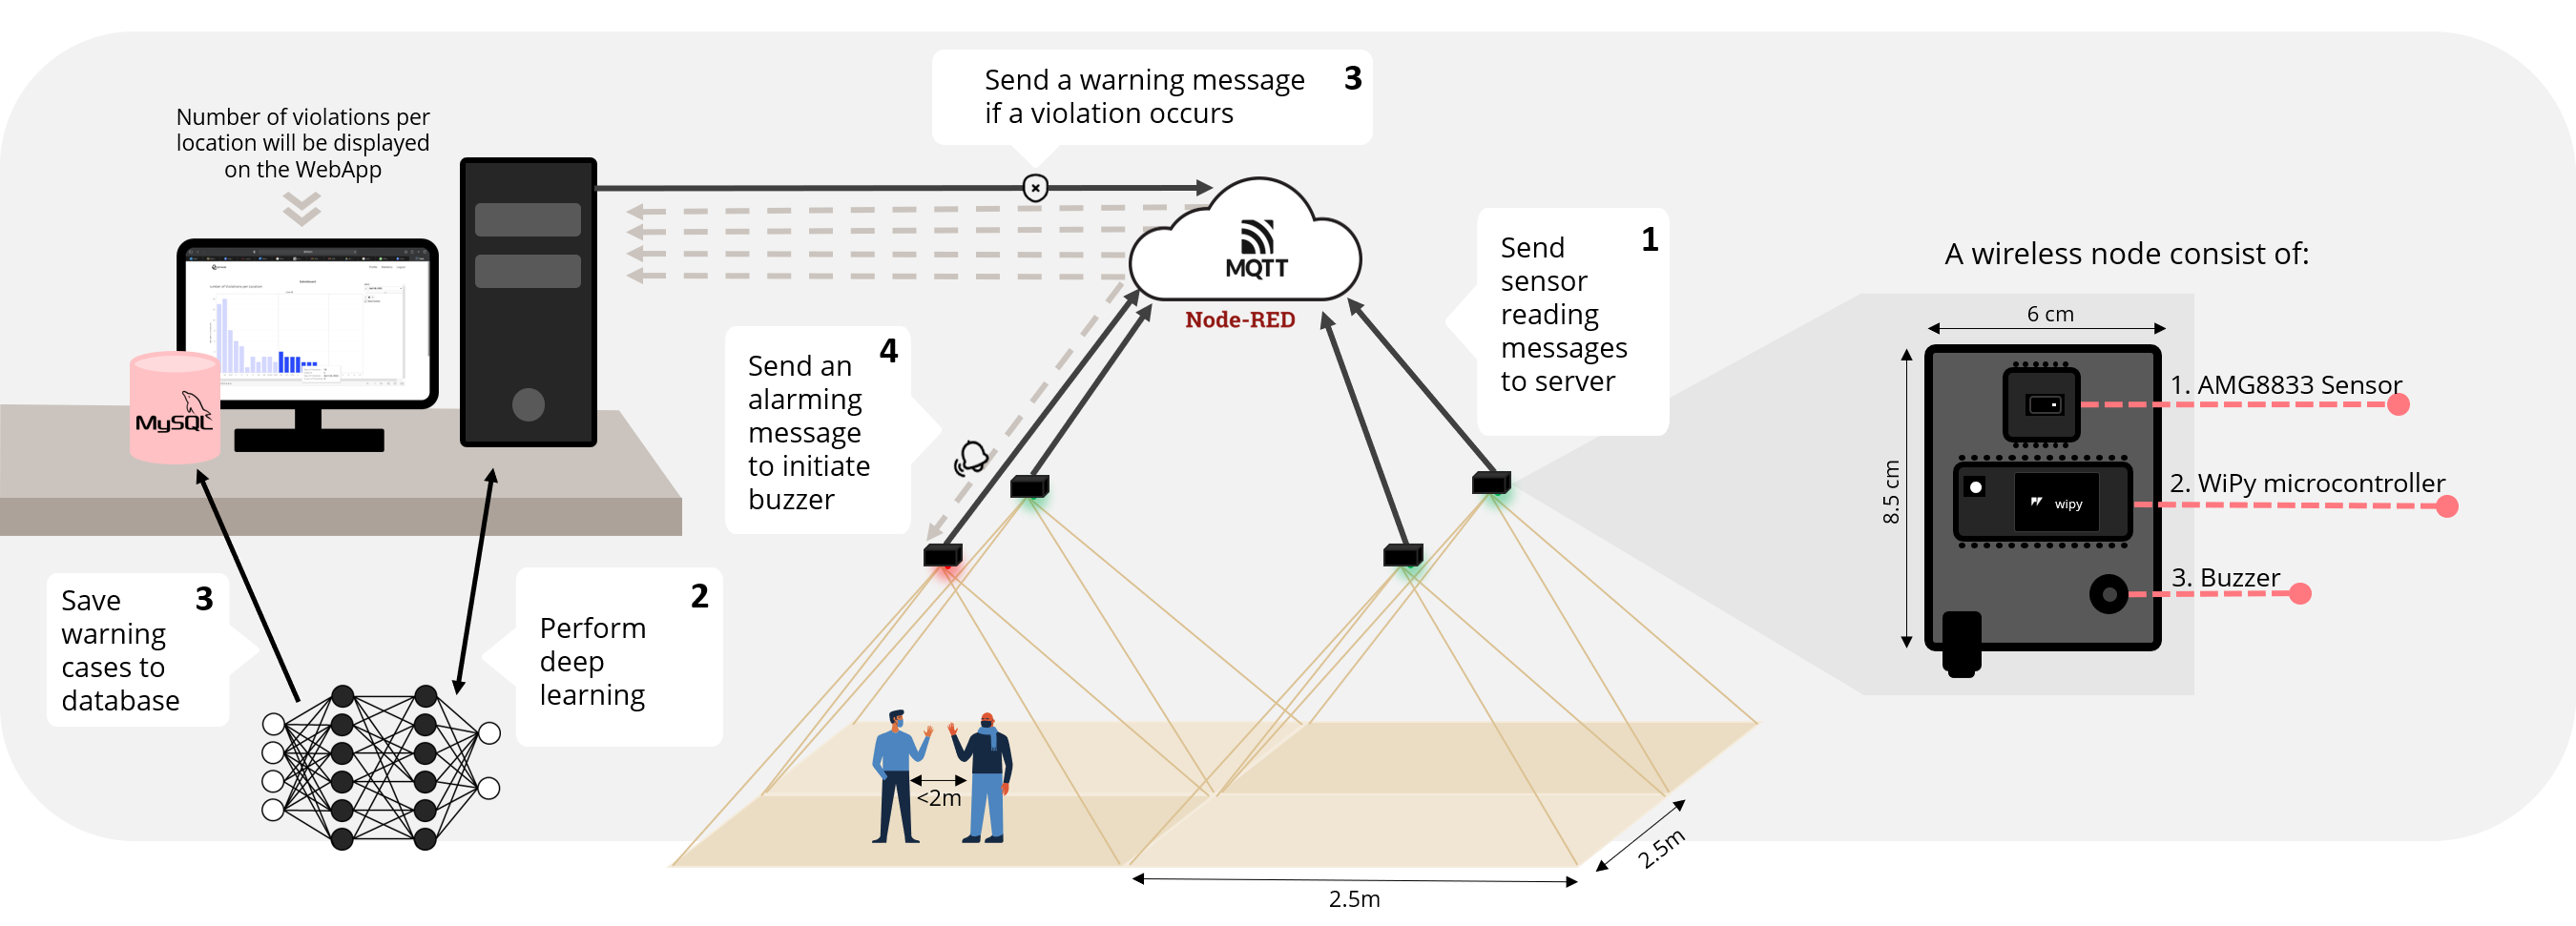 Number of violations per
location will be displayed
on the WebApp
MySQL
Send a warning message
if a violation occurs
3
MQTT
Node-RED
Send
sensor
reading
messages
to server
1
Send an
alarming
message
to initiate
buzzer
4
Save
warning
cases to
database
3
Perform
deep
learning
2
<2m
2.5m
2.5m
A wireless node consist of:
6 cm
8.5 cm
wipy
1. AMG8833 Sensor
2. WiPy microcontroller
3. Buzzer